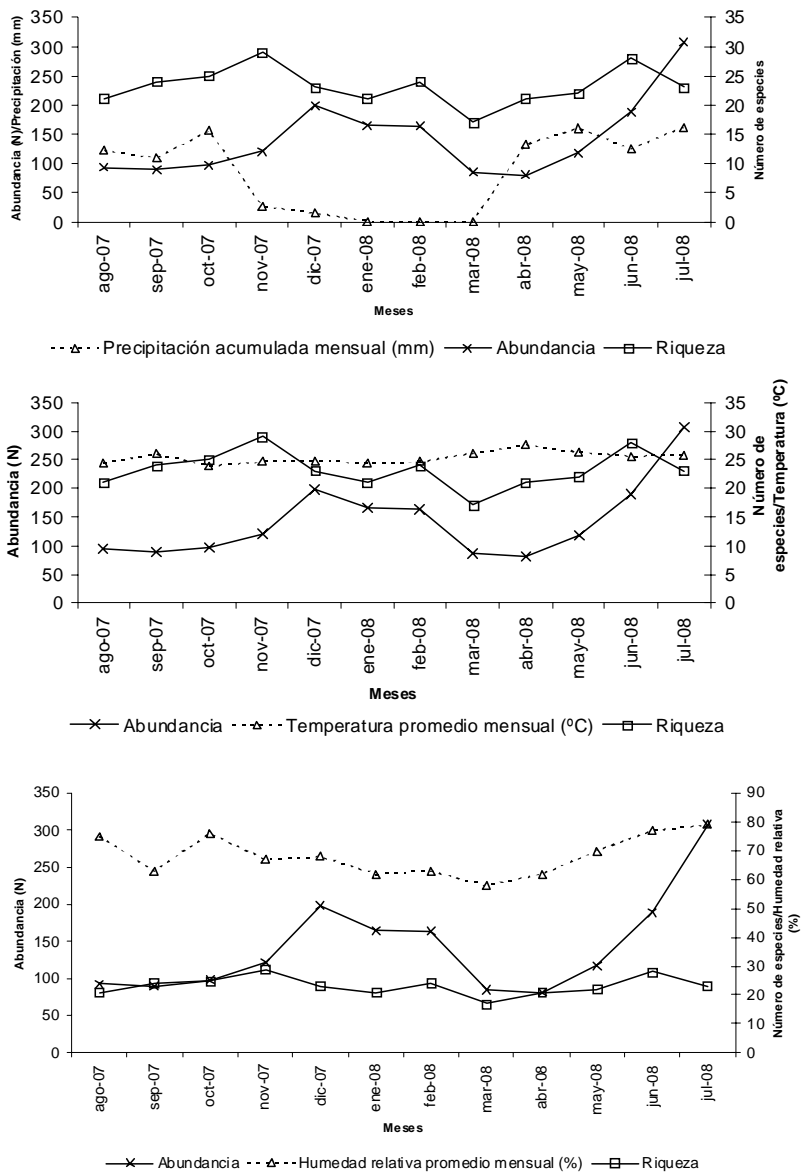 350
300
250
200
150
100
50
0
35
30
25
20
15
10
5
0
Abundancia (N)/Precipitación (mm)
Número de especies
ago-07
sep-07
oct-07
nov-07
dic-07
ene-08
feb-08
mar-08
abr-08
may-08
jun-08
jul-08
Meses
Precipitación acumulada mensual (mm) Abundancia Riqueza
350
300
250
200
150
100
50
0
35
30
25
20
15
10
5
0
Abundancia (N)
Número de
especies/Temperatura (ºC)
ago-07
sep-07
oct-07
nov-07
dic-07
ene-08
feb-08
mar-08
abr-08
may-08
jun-08
jul-08
Meses
Abundancia Temperatura promedio mensual (ºC) Riqueza
350
300
250
200
150
100
50
0
90
80
70
60
50
40
30
20
10
0
Abundancia (N)
Número de especies/Humedad relativa
(%)
ago-07
sep-07
oct-07
nov-07
dic-07
ene-08
feb-08
mar-08
abr-08
may-08
jun-08
jul-08
Meses
Abundancia Humedad relativa promedio mensual (%) Riqueza